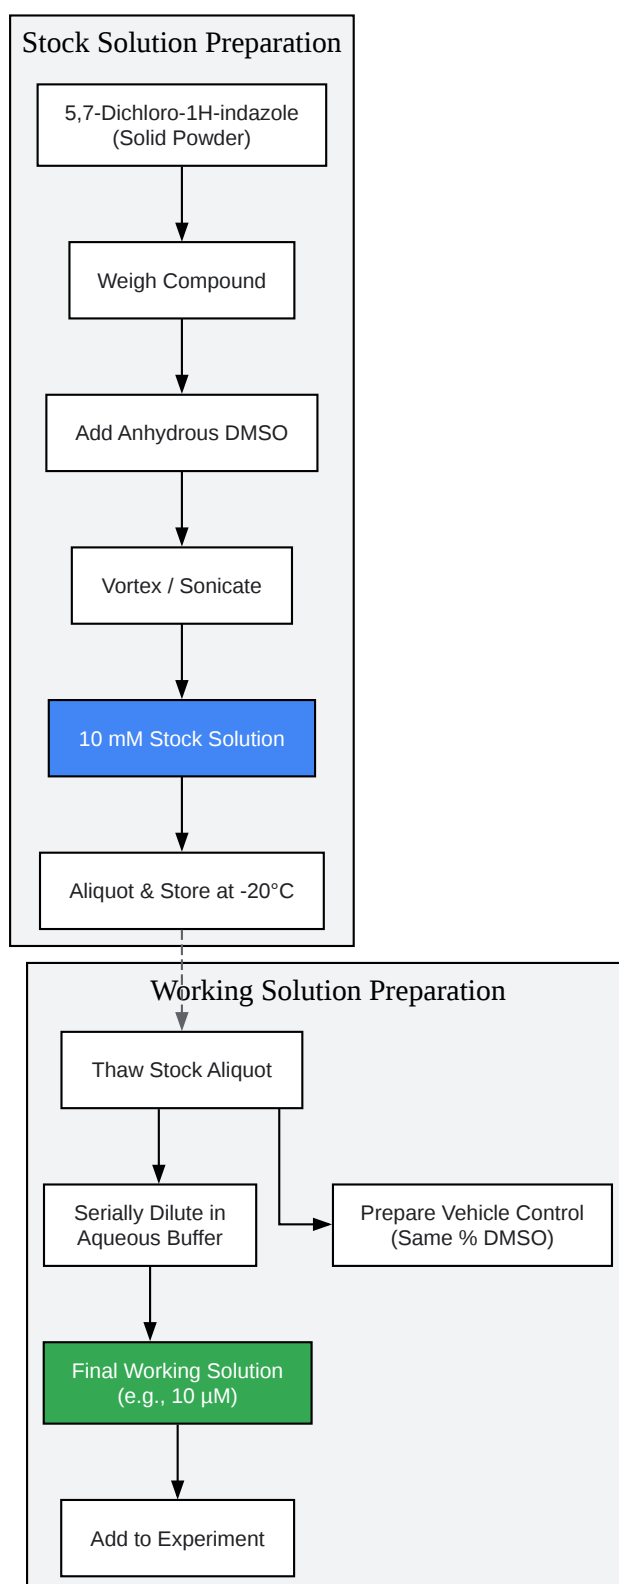 Stock Solution Preparation
5,7-Dichloro-1H-indazole
(Solid Powder)
Weigh Compound
Add Anhydrous DMSO
Vortex / Sonicate
10 mM Stock Solution
Aliquot & Store at -20°C
Working Solution Preparation
Thaw Stock Aliquot
Serially Dilute in
Aqueous Buffer
Prepare Vehicle Control
(Same % DMSO)
Final Working Solution
(e.g., 10 µM)
Add to Experiment